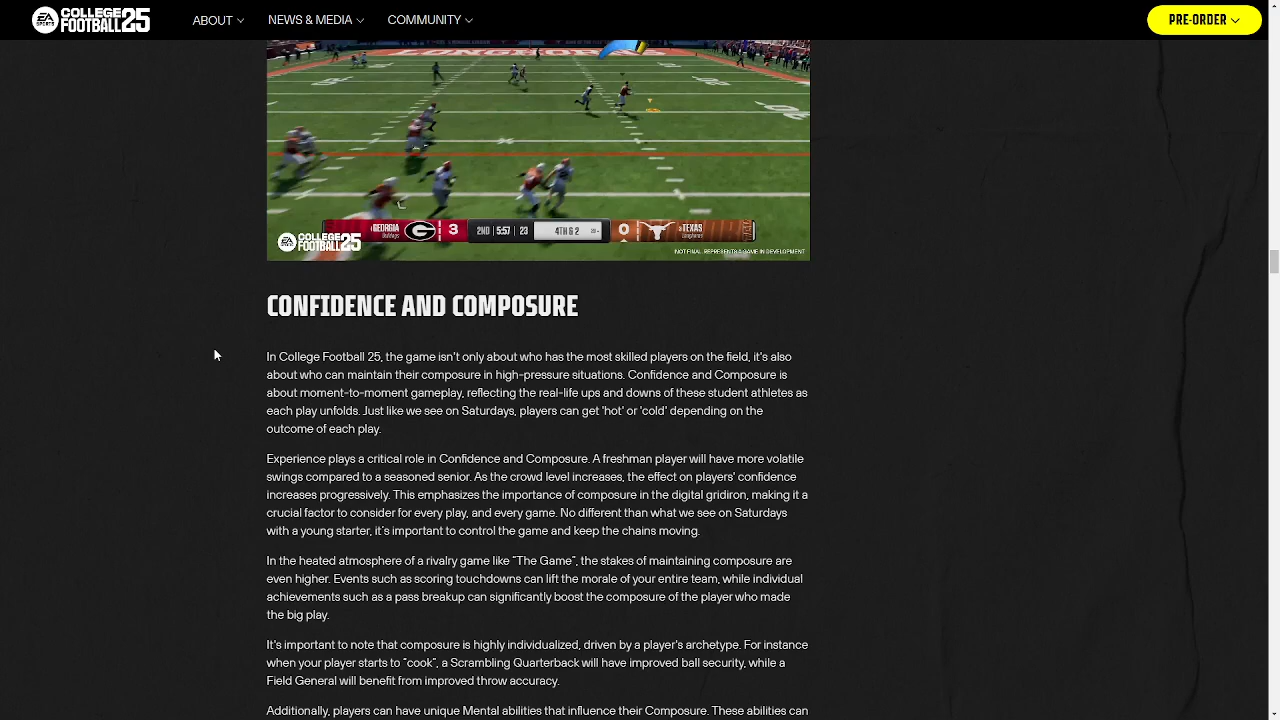 EA SPORTS COLLEGE FOOTBALL 25
ABOUT NEWS & MEDIA COMMUNITY PRE-ORDER
LONGHORNS
GEORGIA Bulldogs G 3 2ND 5:57 23 4TH & 2 0 TEXAS Longhorns
EA COLLEGE FOOTBALL 25
NOT FINAL. REPRESENTS A GAME IN DEVELOPMENT
CONFIDENCE AND COMPOSURE
In College Football 25, the game isn't only about who has the most skilled players on the field, it's also
about who can maintain their composure in high-pressure situations. Confidence and Composure is
about moment-to-moment gameplay, reflecting the real-life ups and downs of these student athletes as
each play unfolds. Just like we see on Saturdays, players can get 'hot' or 'cold' depending on the
outcome of each play.
Experience plays a critical role in Confidence and Composure. A freshman player will have more volatile
swings compared to a seasoned senior. As the crowd level increases, the effect on players' confidence
increases progressively. This emphasizes the importance of composure in the digital gridiron, making it a
crucial factor to consider for every play, and every game. No different than what we see on Saturdays
with a young starter, it's important to control the game and keep the chains moving.
In the heated atmosphere of a rivalry game like “The Game”, the stakes of maintaining composure are
even higher. Events such as scoring touchdowns can lift the morale of your entire team, while individual
achievements such as a pass breakup can significantly boost the composure of the player who made
the big play.
It's important to note that composure is highly individualized, driven by a player's archetype. For instance
when your player starts to “cook”, a Scrambling Quarterback will have improved ball security, while a
Field General will benefit from improved throw accuracy.
Additionally, players can have unique Mental abilities that influence their Composure. These abilities can